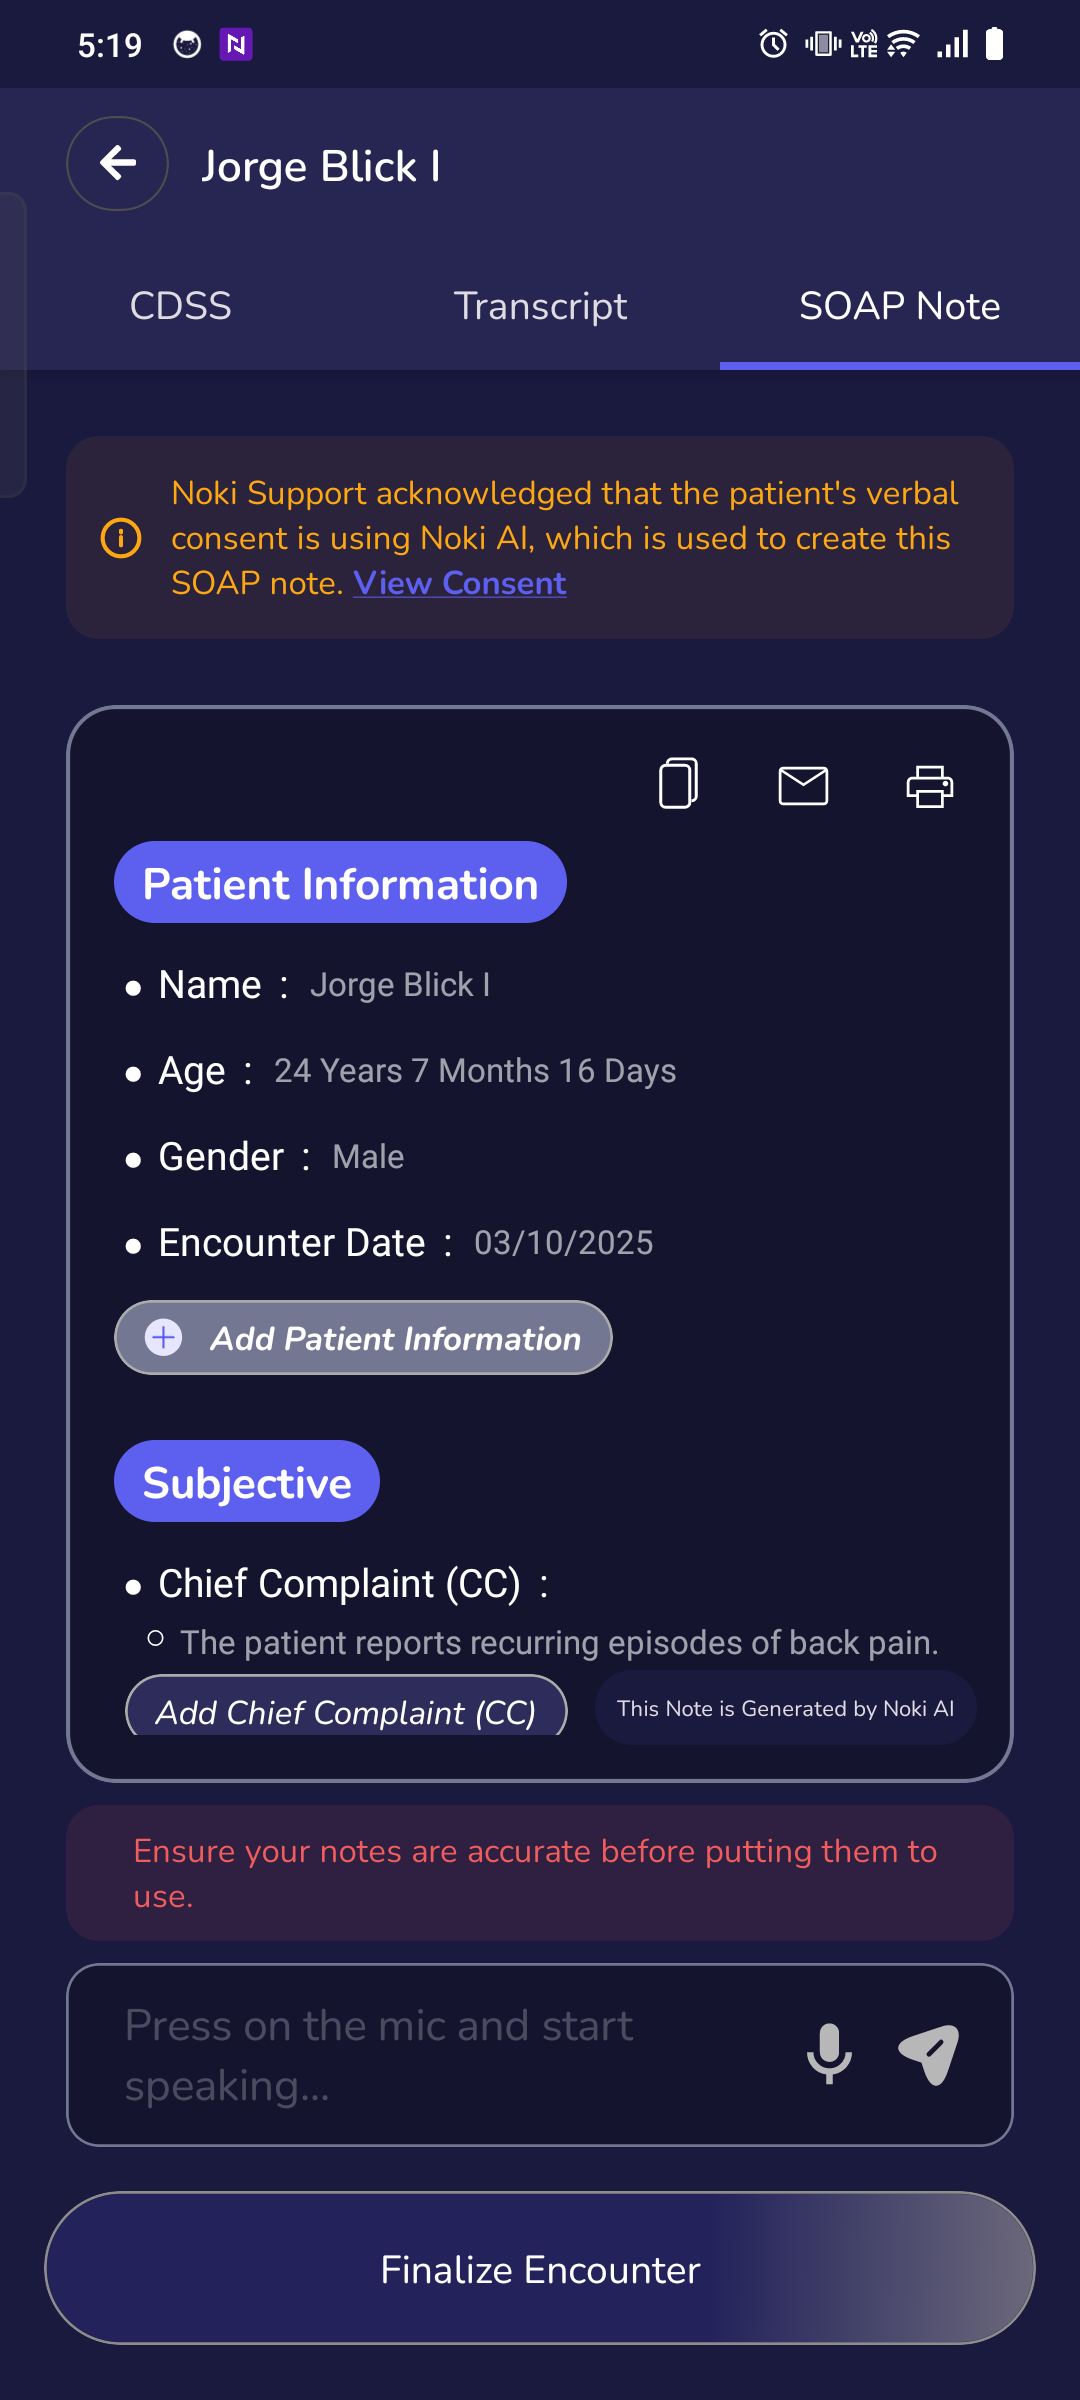 5:19
Vo))
LTE
Jorge Blick I
CDSS
Transcript
SOAP Note
Noki Support acknowledged that the patient's verbal
consent is using Noki AI, which is used to create this
SOAP note. View Consent
Patient Information
Name : Jorge Blick I
Age : 24 Years 7 Months 16 Days
Gender : Male
Encounter Date : 03/10/2025
Add Patient Information
Subjective
Chief Complaint (CC) :
The patient reports recurring episodes of back pain.
Add Chief Complaint (CC)
This Note is Generated by Noki AI
Ensure your notes are accurate before putting them to
use.
Press on the mic and start
speaking...
Finalize Encounter